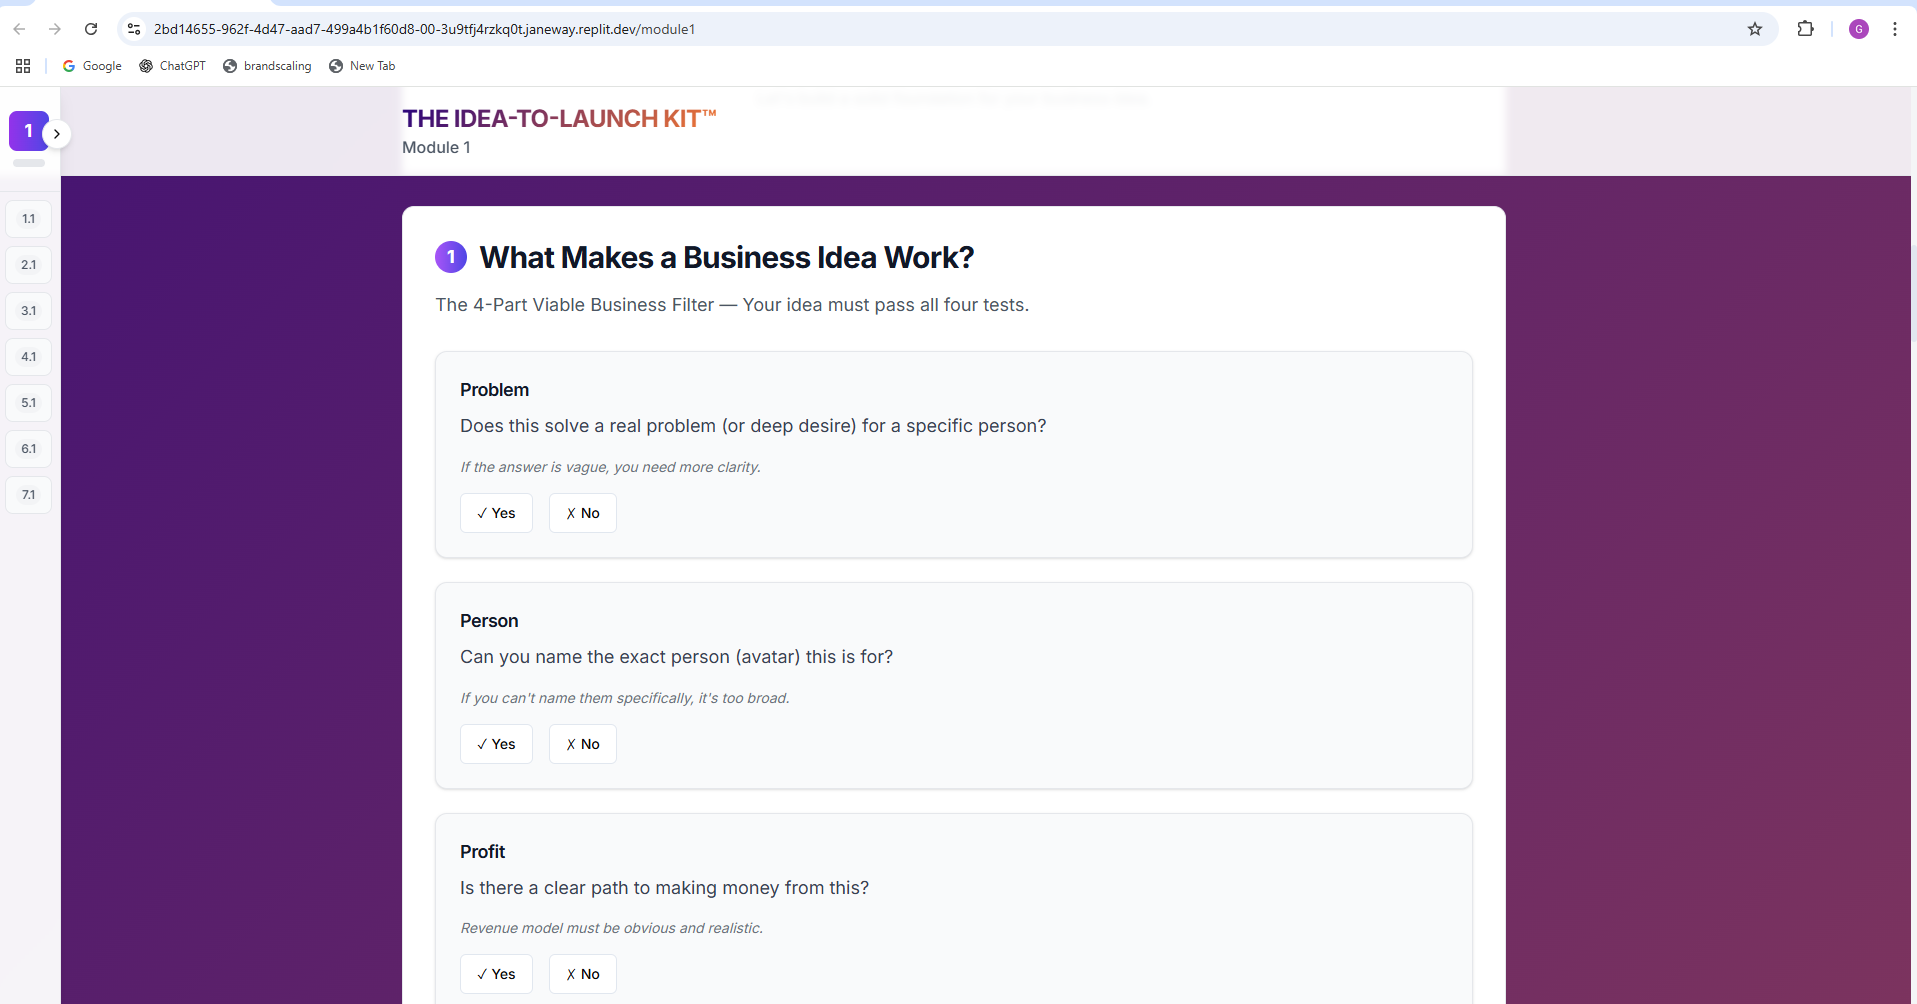 2bd14655-962f-4d47-aad7-499a4b1f60d8-00-3u9tfj4rzkq0t.janeway.replit.dev/module1
G
Google
ChatGPT
brandscaling
New Tab
1
THE IDEA-TO-LAUNCH KIT™
Module 1
1.1
2.1
3.1
4.1
5.1
6.1
7.1
1 What Makes a Business Idea Work?
The 4-Part Viable Business Filter — Your idea must pass all four tests.
Problem
Does this solve a real problem (or deep desire) for a specific person?
If the answer is vague, you need more clarity.
✓ Yes ✗ No
Person
Can you name the exact person (avatar) this is for?
If you can't name them specifically, it's too broad.
✓ Yes ✗ No
Profit
Is there a clear path to making money from this?
Revenue model must be obvious and realistic.
✓ Yes ✗ No